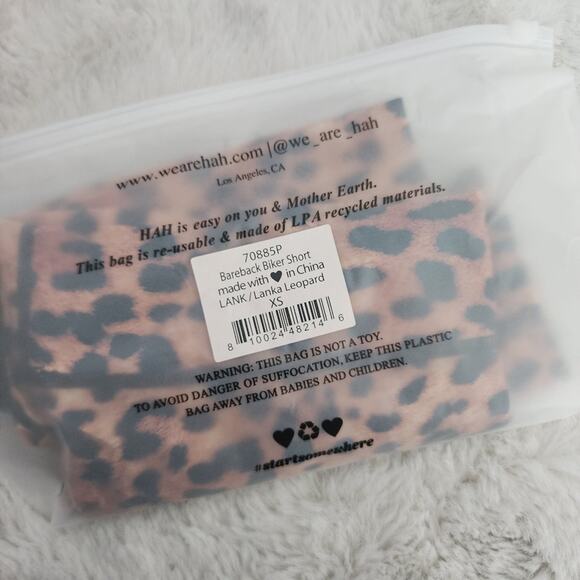 www.wearehah.com | @we_are_hah
Los Angeles, CA
HAH is easy on you & Mother Earth.
This bag is re-usable & made of LPA recycled materials.
70885P
Bareback Biker Short
made with ♥ in China
LANK / Lanka Leopard
XS
8 10024 48214 6
WARNING: THIS BAG IS NOT A TOY.
TO AVOID DANGER OF SUFFOCATION, KEEP THIS PLASTIC
BAG AWAY FROM BABIES AND CHILDREN.
#startsomewhere